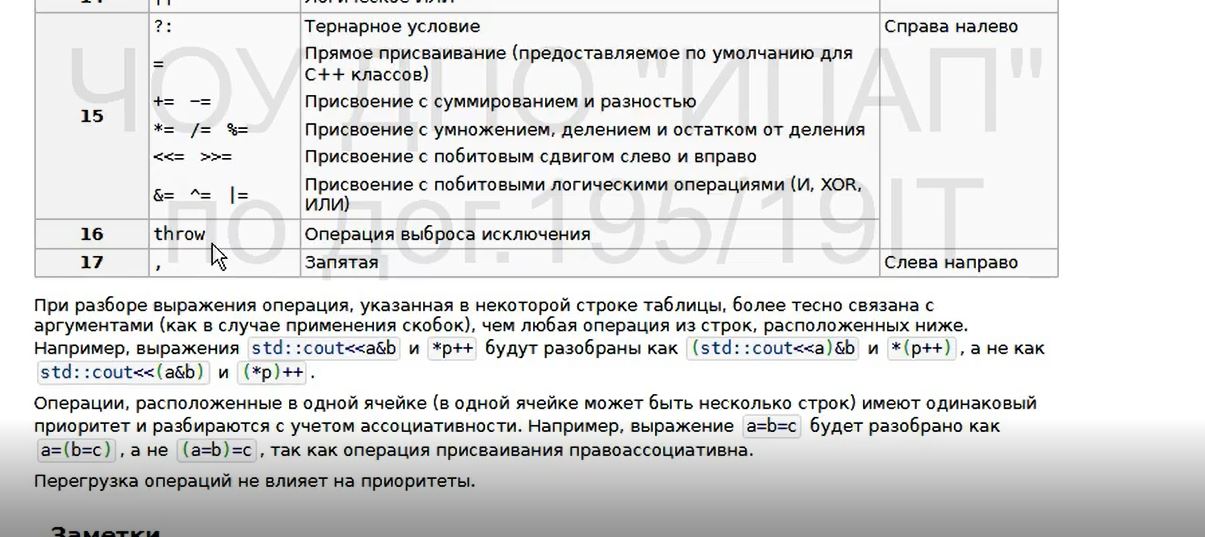 Логическое ИЛИ
?: Тернарное условие Справа налево
= Прямое присваивание (предоставляемое по умолчанию для
C++ классов)
15
+= -= Присвоение с суммированием и разностью
*= /= %= Присвоение с умножением, делением и остатком от деления
<<= >>= Присвоение с побитовым сдвигом слево и вправо
&= ^= |= Присвоение с побитовыми логическими операциями (И, XOR,
ИЛИ)
16 throw Операция выброса исключения
17 , Запятая Слева направо
ЧОУ ДПО "ИПАП"
по дог.195/19IT
При разборе выражения операция, указанная в некоторой строке таблицы, более тесно связана с
аргументами (как в случае применения скобок), чем любая операция из строк, расположенных ниже.
Например, выражения std::cout<<a&b и *p++ будут разобраны как (std::cout<<a)&b и *(p++), а не как
std::cout<<(a&b) и (*p)++.
Операции, расположенные в одной ячейке (в одной ячейке может быть несколько строк) имеют одинаковый
приоритет и разбираются с учетом ассоциативности. Например, выражение a=b=c будет разобрано как
a=(b=c), а не (a=b)=c, так как операция присваивания правоассоциативна.
Перегрузка операций не влияет на приоритеты.
Заметки